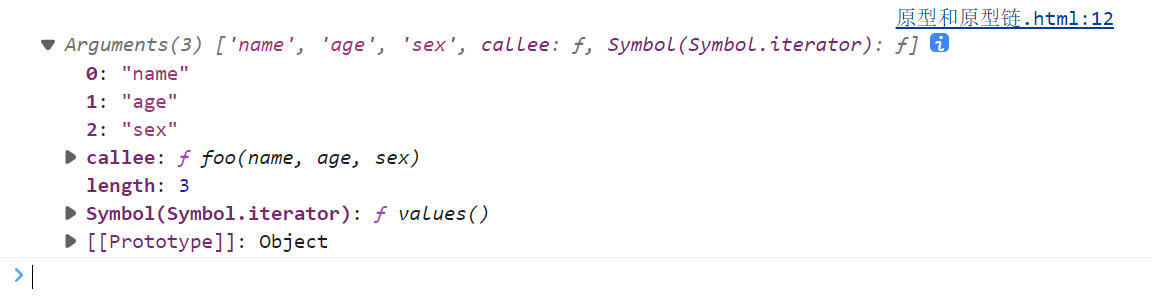 原型和原型链.html:12
▼ Arguments(3) ['name', 'age', 'sex', callee: ƒ, Symbol(Symbol.iterator): ƒ] i
0: "name"
1: "age"
2: "sex"
▶ callee: ƒ foo(name, age, sex)
length: 3
▶ Symbol(Symbol.iterator): ƒ values()
▶ [[Prototype]]: Object
>